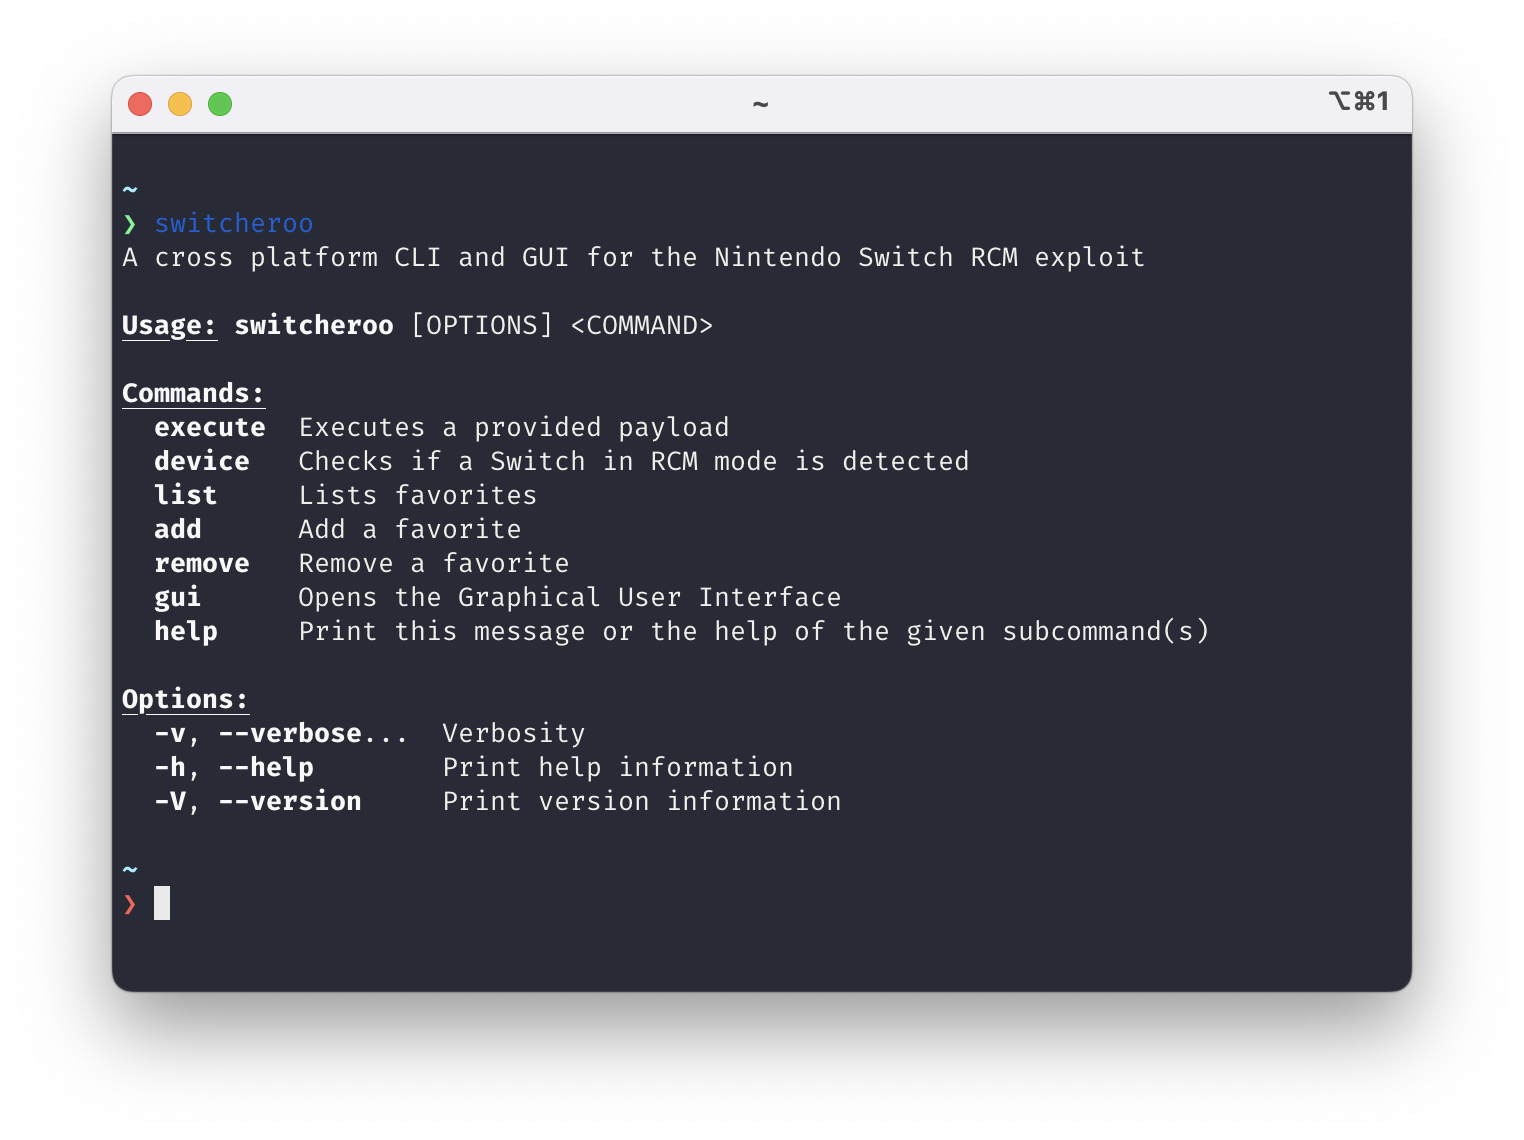 ~ ⌥⌘1
~
❯ switcheroo
A cross platform CLI and GUI for the Nintendo Switch RCM exploit
Usage: switcheroo [OPTIONS] <COMMAND>
Commands:
execute Executes a provided payload
device Checks if a Switch in RCM mode is detected
list Lists favorites
add Add a favorite
remove Remove a favorite
gui Opens the Graphical User Interface
help Print this message or the help of the given subcommand(s)
Options:
-v, --verbose... Verbosity
-h, --help Print help information
-V, --version Print version information
~
❯